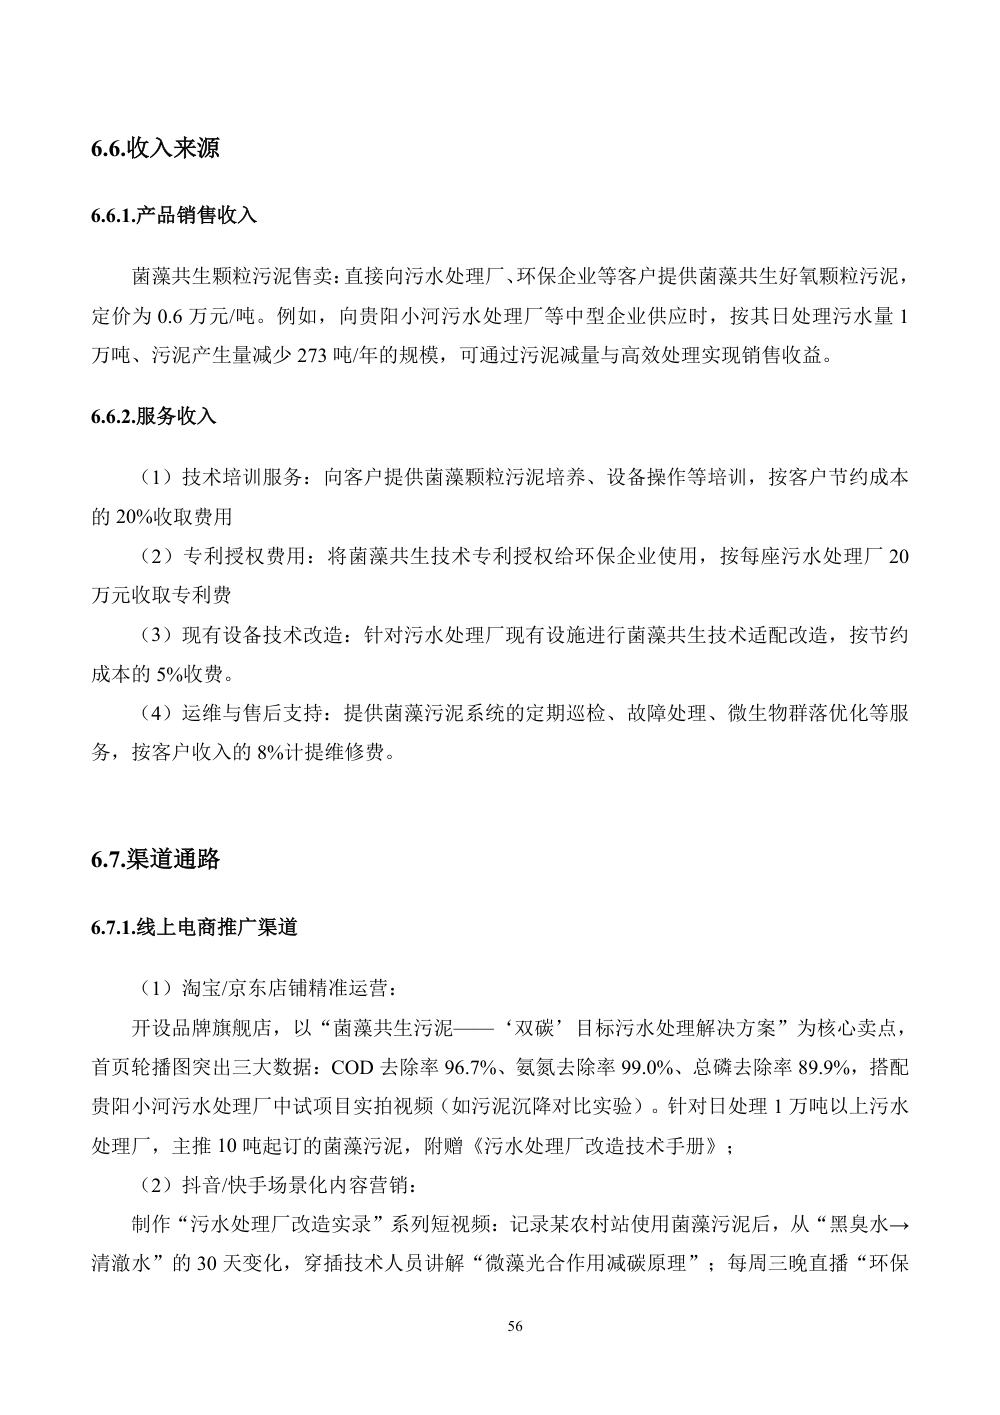 6.6.收入来源
6.6.1.产品销售收入
菌藻共生颗粒污泥售卖：直接向污水处理厂、环保企业等客户提供菌藻共生好氧颗粒污泥，
定价为 0.6 万元/吨。例如，向贵阳小河污水处理厂等中型企业供应时，按其日处理污水量 1
万吨、污泥产生量减少 273 吨/年的规模，可通过污泥减量与高效处理实现销售收益。
6.6.2.服务收入
（1）技术培训服务：向客户提供菌藻颗粒污泥培养、设备操作等培训，按客户节约成本
的 20%收取费用
（2）专利授权费用：将菌藻共生技术专利授权给环保企业使用，按每座污水处理厂 20
万元收取专利费
（3）现有设备技术改造：针对污水处理厂现有设施进行菌藻共生技术适配改造，按节约
成本的 5%收费。
（4）运维与售后支持：提供菌藻污泥系统的定期巡检、故障处理、微生物群落优化等服
务，按客户收入的 8%计提维修费。
6.7.渠道通路
6.7.1.线上电商推广渠道
（1）淘宝/京东店铺精准运营：
开设品牌旗舰店，以“菌藻共生污泥——‘双碳’目标污水处理解决方案”为核心卖点，
首页轮播图突出三大数据：COD 去除率 96.7%、氨氮去除率 99.0%、总磷去除率 89.9%，搭配
贵阳小河污水处理厂中试项目实拍视频（如污泥沉降对比实验）。针对日处理 1 万吨以上污水
处理厂，主推 10 吨起订的菌藻污泥，附赠《污水处理厂改造技术手册》；
（2）抖音/快手场景化内容营销：
制作“污水处理厂改造实录”系列短视频：记录某农村站使用菌藻污泥后，从“黑臭水→
清澈水”的 30 天变化，穿插技术人员讲解“微藻光合作用减碳原理”；每周三晚直播“环保
56